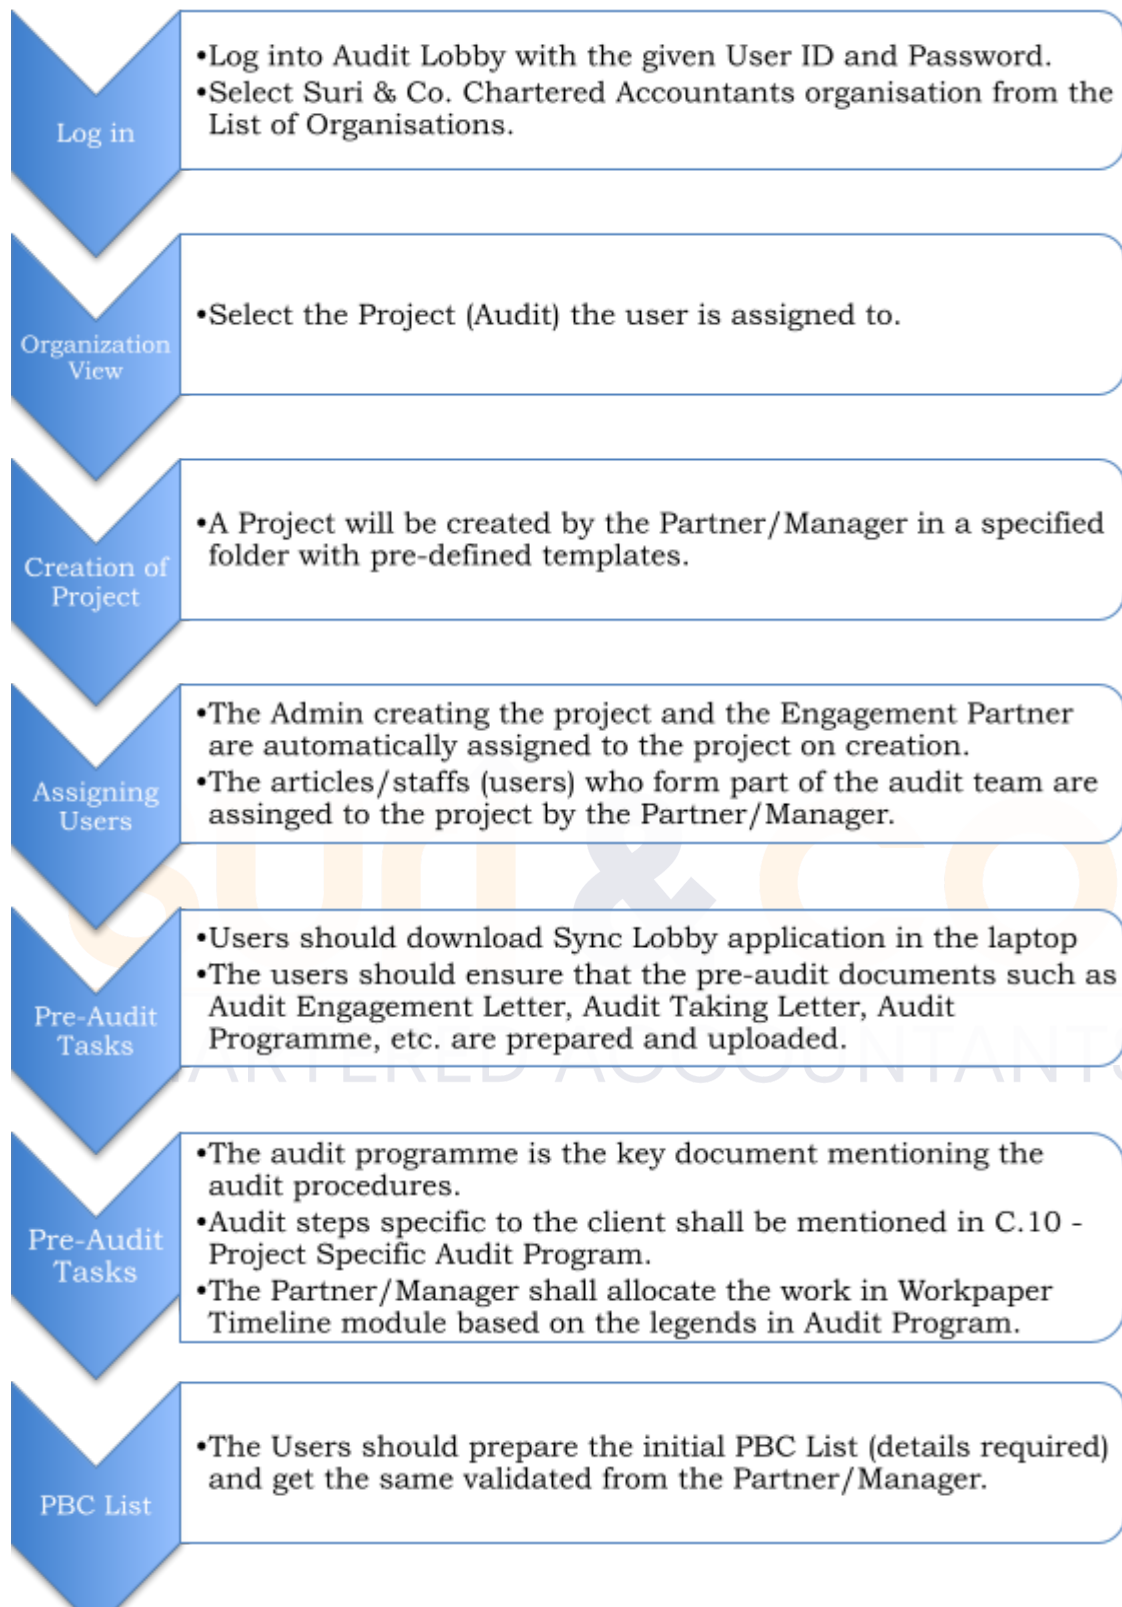 Log in
•Log into Audit Lobby with the given User ID and Password.
•Select Suri & Co. Chartered Accountants organisation from the
List of Organisations.
Organization
View
•Select the Project (Audit) the user is assigned to.
Creation of
Project
•A Project will be created by the Partner/Manager in a specified
folder with pre-defined templates.
Assigning
Users
•The Admin creating the project and the Engagement Partner
are automatically assigned to the project on creation.
•The articles/staffs (users) who form part of the audit team are
assinged to the project by the Partner/Manager.
suri & co
CHARTERED ACCOUNTANTS
Pre-Audit
Tasks
•Users should download Sync Lobby application in the laptop
•The users should ensure that the pre-audit documents such as
Audit Engagement Letter, Audit Taking Letter, Audit
Programme, etc. are prepared and uploaded.
Pre-Audit
Tasks
•The audit programme is the key document mentioning the
audit procedures.
•Audit steps specific to the client shall be mentioned in C.10 -
Project Specific Audit Program.
•The Partner/Manager shall allocate the work in Workpaper
Timeline module based on the legends in Audit Program.
PBC List
•The Users should prepare the initial PBC List (details required)
and get the same validated from the Partner/Manager.